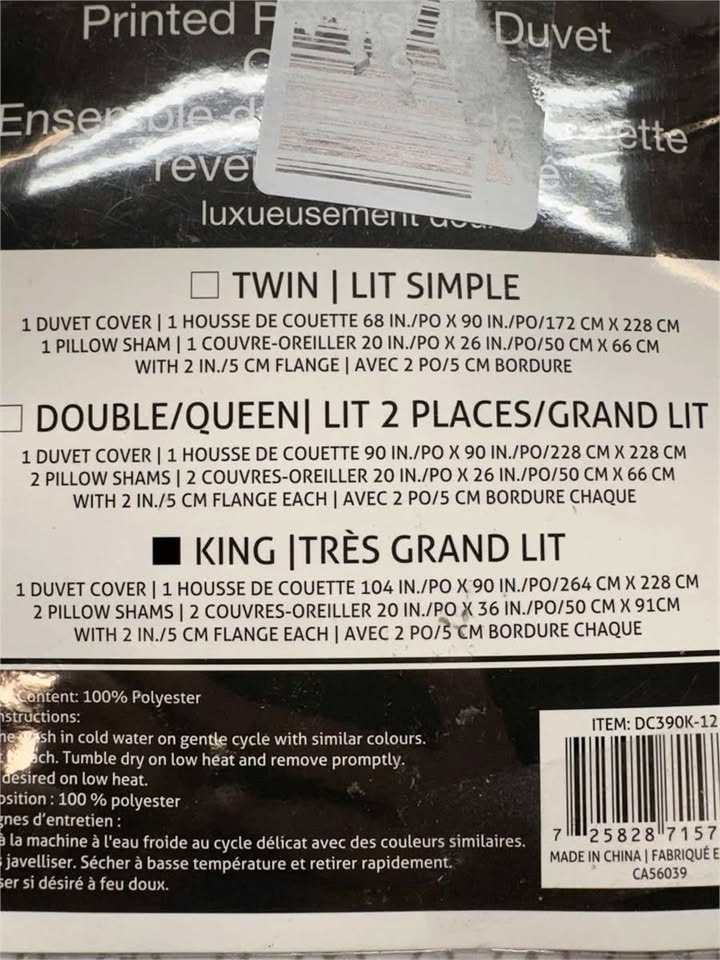 Printed Duvet
Ensemble
luxueusement
TWIN | LIT SIMPLE
1 DUVET COVER | 1 HOUSSE DE COUETTE 68 IN./PO X 90 IN./PO/172 CM X 228 CM
1 PILLOW SHAM | 1 COUVRE-OREILLER 20 IN./PO X 26 IN./PO/50 CM X 66 CM
WITH 2 IN./5 CM FLANGE | AVEC 2 PO/5 CM BORDURE
DOUBLE/QUEEN| LIT 2 PLACES/GRAND LIT
1 DUVET COVER | 1 HOUSSE DE COUETTE 90 IN./PO X 90 IN./PO/228 CM X 228 CM
2 PILLOW SHAMS | 2 COUVRES-OREILLER 20 IN./PO X 26 IN./PO/50 CM X 66 CM
WITH 2 IN./5 CM FLANGE EACH | AVEC 2 PO/5 CM BORDURE CHAQUE
KING |TRÈS GRAND LIT
1 DUVET COVER | 1 HOUSSE DE COUETTE 104 IN./PO X 90 IN./PO/264 CM X 228 CM
2 PILLOW SHAMS | 2 COUVRES-OREILLER 20 IN./PO X 36 IN./PO/50 CM X 91CM
WITH 2 IN./5 CM FLANGE EACH | AVEC 2 PO/5 CM BORDURE CHAQUE
Content: 100% Polyester
nstructions:
wash in cold water on gentle cycle with similar colours.
Tumble dry on low heat and remove promptly.
desired on low heat.
osition : 100 % polyester
gnes d'entretien :
à la machine à l'eau froide au cycle délicat avec des couleurs similaires.
javelliser. Sécher à basse température et retirer rapidement.
ser si désiré à feu doux.
ITEM: DC390K-12
7 25828 7157
MADE IN CHINA | FABRIQUÉ E
CA56039